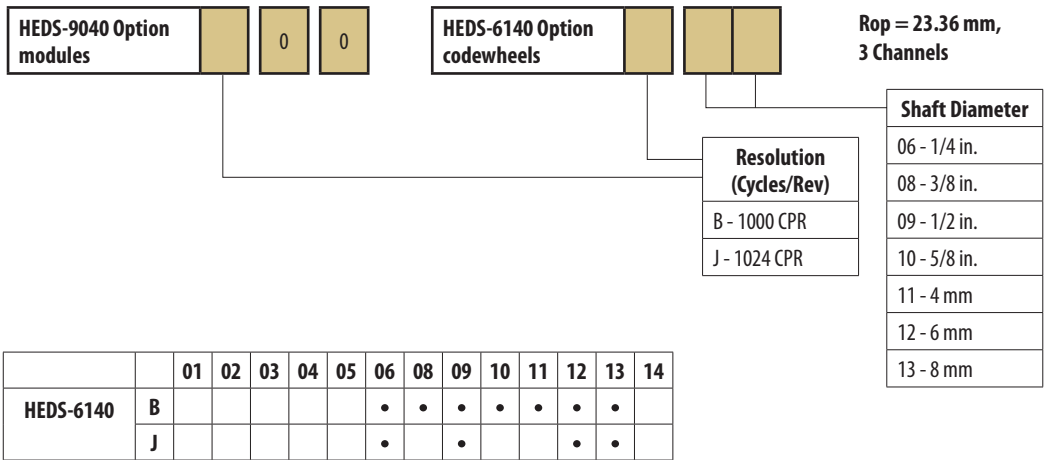 HEDS-9040 Option
modules
0
0
HEDS-6140 Option
codewheels
Rop = 23.36 mm,
3 Channels
Shaft Diameter
06 - 1/4 in.
08 - 3/8 in.
09 - 1/2 in.
10 - 5/8 in.
11 - 4 mm
12 - 6 mm
13 - 8 mm
Resolution
(Cycles/Rev)
B - 1000 CPR
J - 1024 CPR
01 02 03 04 05 06 08 09 10 11 12 13 14
HEDS-6140 B • • • • • • •
J • • • •